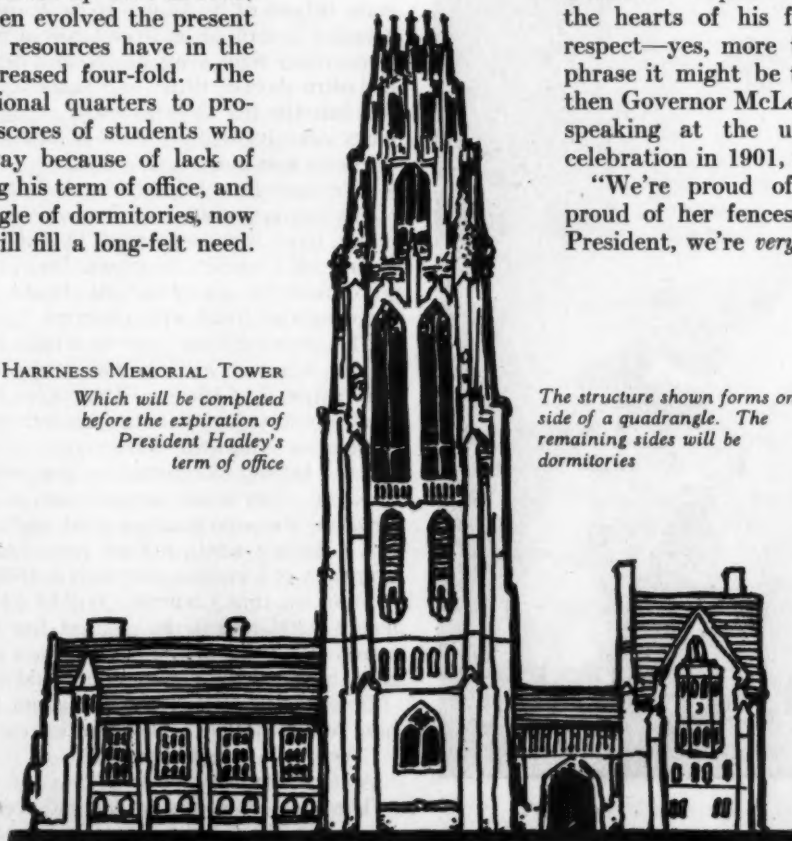 en evolved the present
resources have in the
reased four-fold. The
ional quarters to pro-
scores of students who
ay because of lack of
g his term of office, and
gle of dormitories, now
ill fill a long-felt need.
HARKNESS MEMORIAL TOWER
Which will be completed
before the expiration of
President Hadley's
term of office
the hearts of his f
respect—yes, more t
phrase it might be t
then Governor McLe
speaking at the u
celebration in 1901,
"We're proud of
proud of her fences
President, we're very
The structure shown forms on
side of a quadrangle. The
remaining sides will be
dormitories